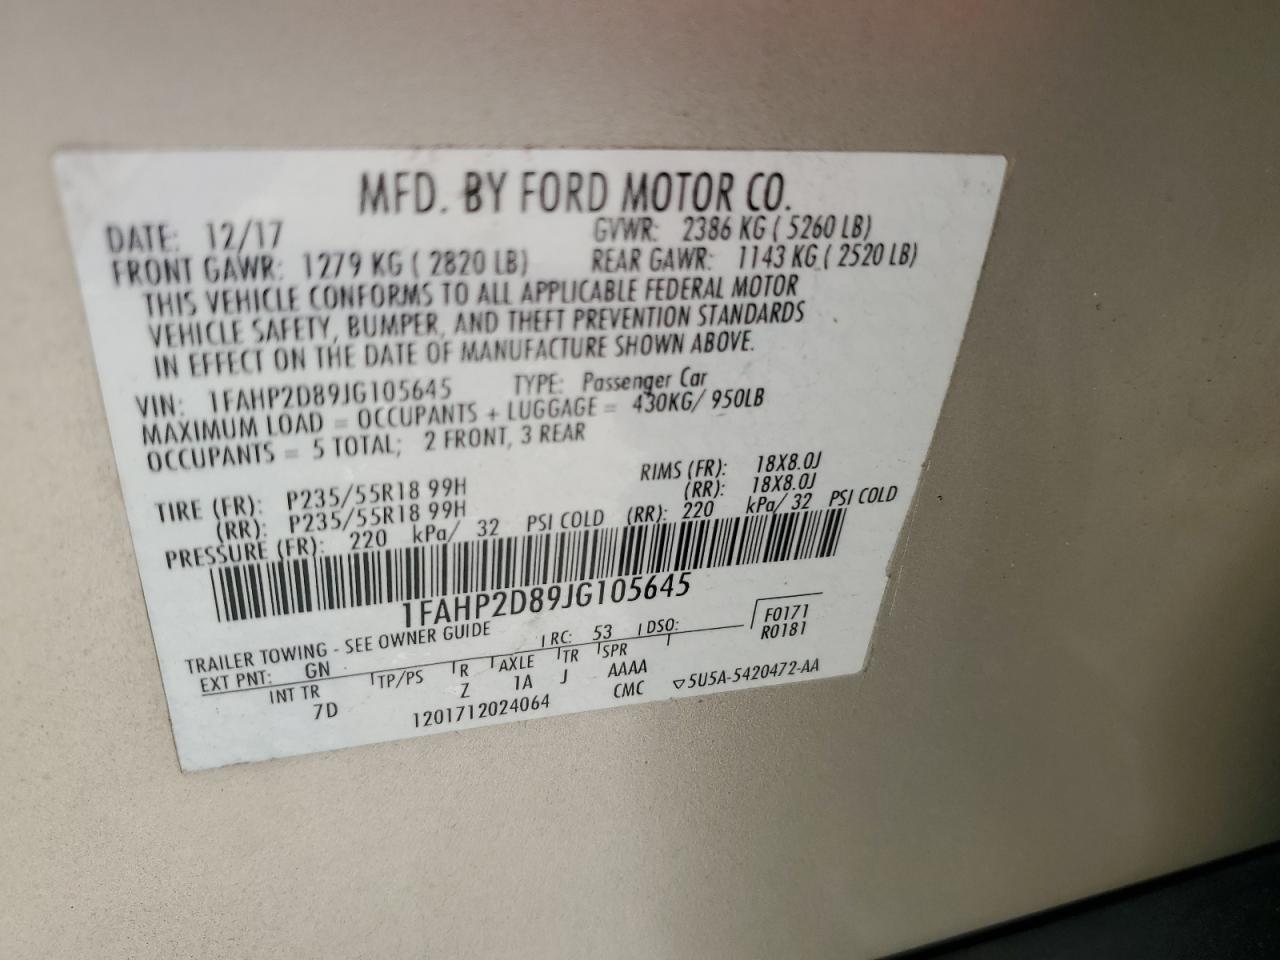 MFD. BY FORD MOTOR CO.
DATE: 12/17 GVWR: 2386 KG ( 5260 LB)
FRONT GAWR: 1279 KG ( 2820 LB) REAR GAWR: 1143 KG ( 2520 LB)
THIS VEHICLE CONFORMS TO ALL APPLICABLE FEDERAL MOTOR
VEHICLE SAFETY, BUMPER, AND THEFT PREVENTION STANDARDS
IN EFFECT ON THE DATE OF MANUFACTURE SHOWN ABOVE.
VIN: 1FAHP2D89JG105645 TYPE: Passenger Car
MAXIMUM LOAD = OCCUPANTS + LUGGAGE = 430KG/ 950LB
OCCUPANTS = 5 TOTAL; 2 FRONT, 3 REAR
TIRE (FR): P235/55R18 99H RIMS (FR): 18X8.0J
(RR): P235/55R18 99H (RR): 18X8.0J
PRESSURE (FR): 220 kPa/ 32 PSI COLD (RR): 220 kPa/ 32 PSI COLD
1FAHP2D89JG105645
TRAILER TOWING - SEE OWNER GUIDE
EXT PNT: GN RC: 53 DSO: F0171
R0181
INT TR TP/PS R AXLE TR SPR
7D Z 1A J AAAA
1201712024064 CMC ▽5U5A-5420472-AA